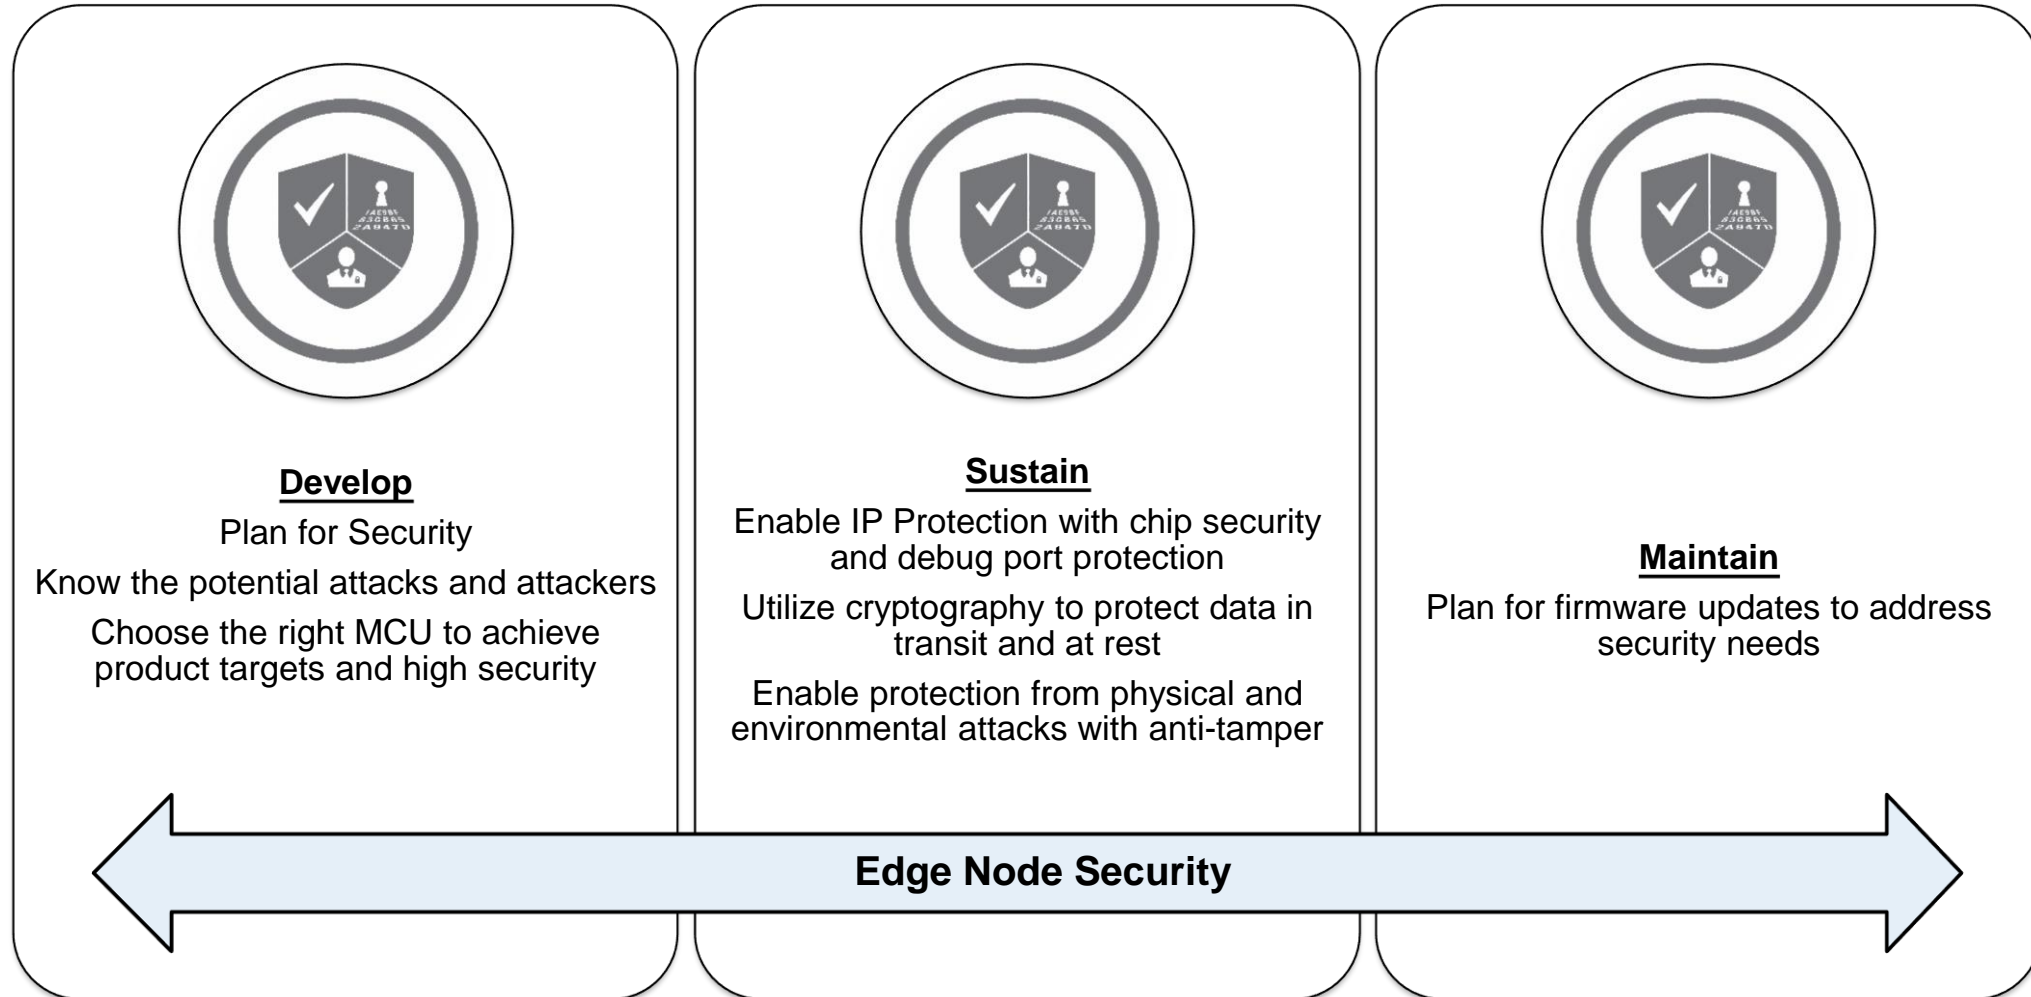 Develop
Plan for Security
Know the potential attacks and attackers
Choose the right MCU to achieve
product targets and high security
Sustain
Enable IP Protection with chip security
and debug port protection
Utilize cryptography to protect data in
transit and at rest
Enable protection from physical and
environmental attacks with anti-tamper
Maintain
Plan for firmware updates to address
security needs
Edge Node Security